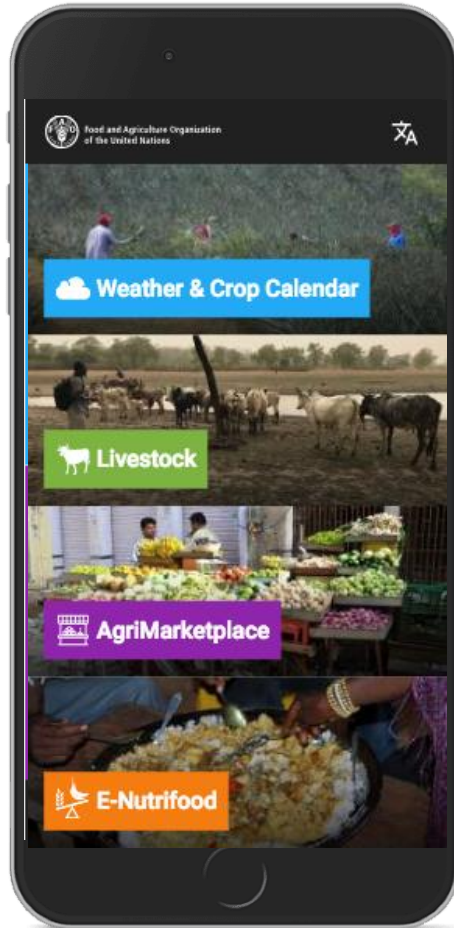 Food and Agriculture Organization
of the United Nations
Weather & Crop Calendar
Livestock
AgriMarketplace
E-Nutrifood